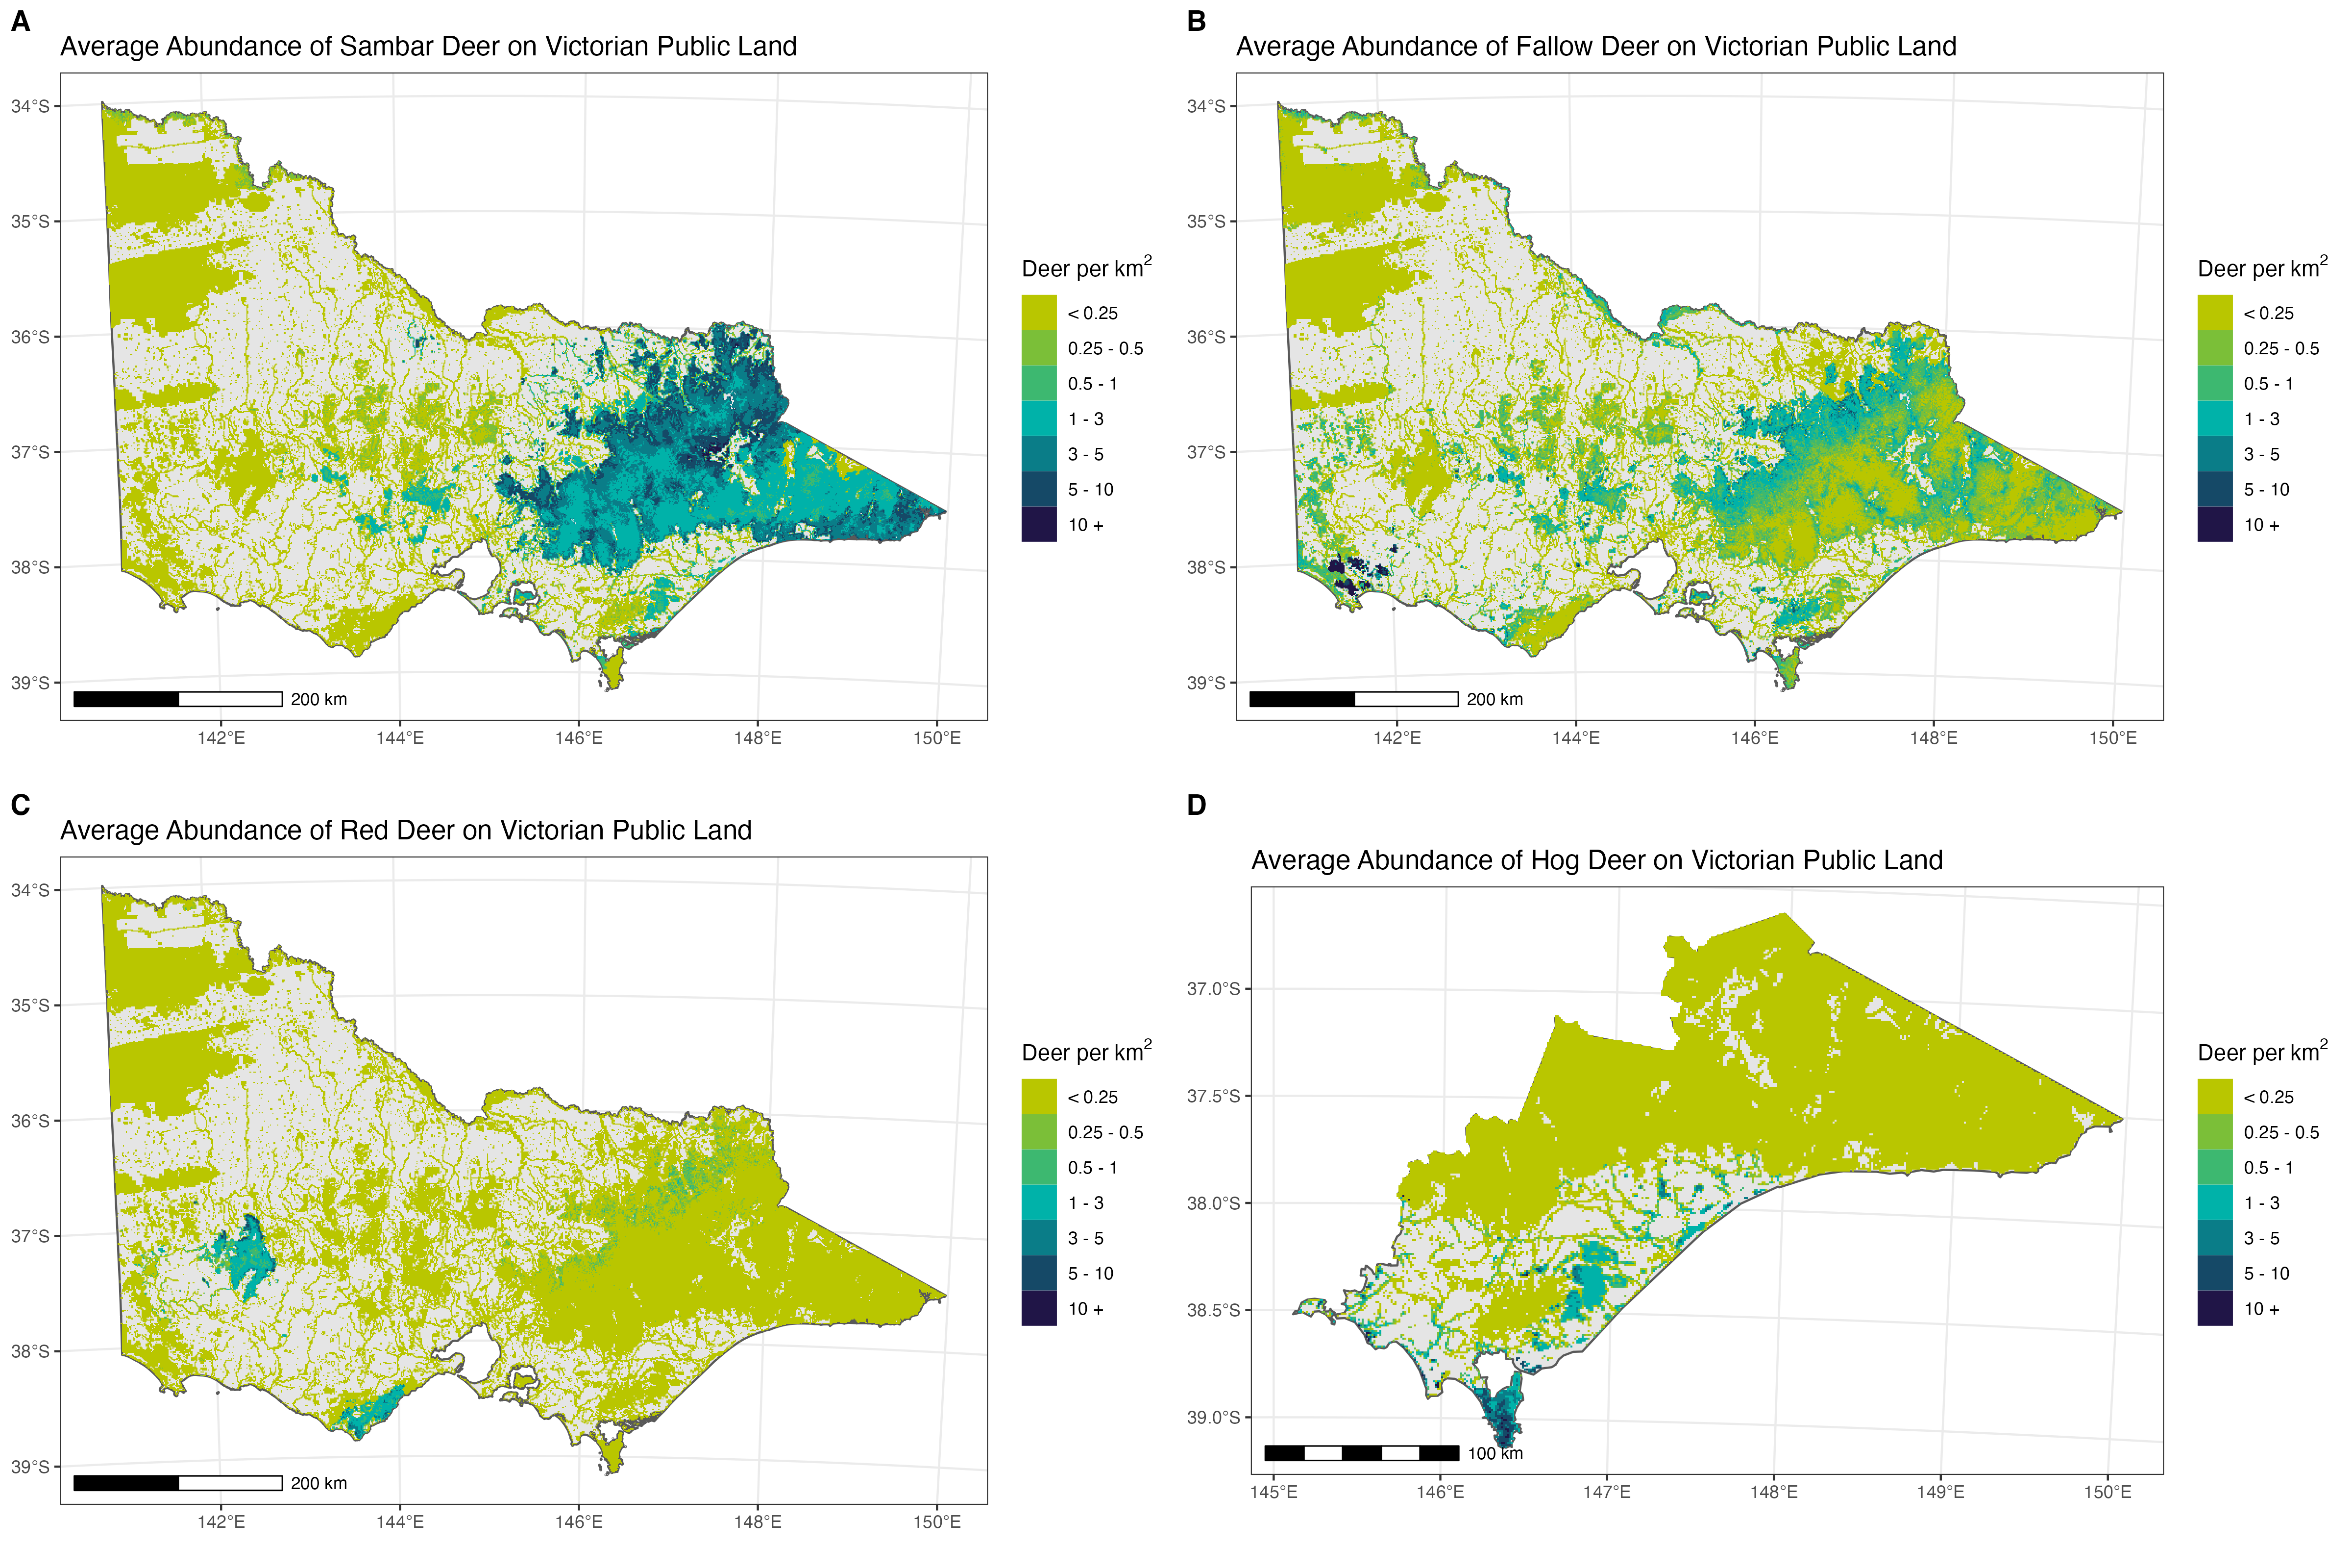 A
Average Abundance of Sambar Deer on Victorian Public Land
34°S
35°S
36°S
37°S
38°S
39°S
200 km
142°E 144°E 146°E 148°E 150°E
Deer per km²
< 0.25
0.25 - 0.5
0.5 - 1
1 - 3
3 - 5
5 - 10
10 +
B
Average Abundance of Fallow Deer on Victorian Public Land
34°S
35°S
36°S
37°S
38°S
39°S
200 km
142°E 144°E 146°E 148°E 150°E
Deer per km²
< 0.25
0.25 - 0.5
0.5 - 1
1 - 3
3 - 5
5 - 10
10 +
C
Average Abundance of Red Deer on Victorian Public Land
34°S
35°S
36°S
37°S
38°S
39°S
200 km
142°E 144°E 146°E 148°E 150°E
Deer per km²
< 0.25
0.25 - 0.5
0.5 - 1
1 - 3
3 - 5
5 - 10
10 +
D
Average Abundance of Hog Deer on Victorian Public Land
37.0°S
37.5°S
38.0°S
38.5°S
39.0°S
100 km
145°E 146°E 147°E 148°E 149°E 150°E
Deer per km²
< 0.25
0.25 - 0.5
0.5 - 1
1 - 3
3 - 5
5 - 10
10 +